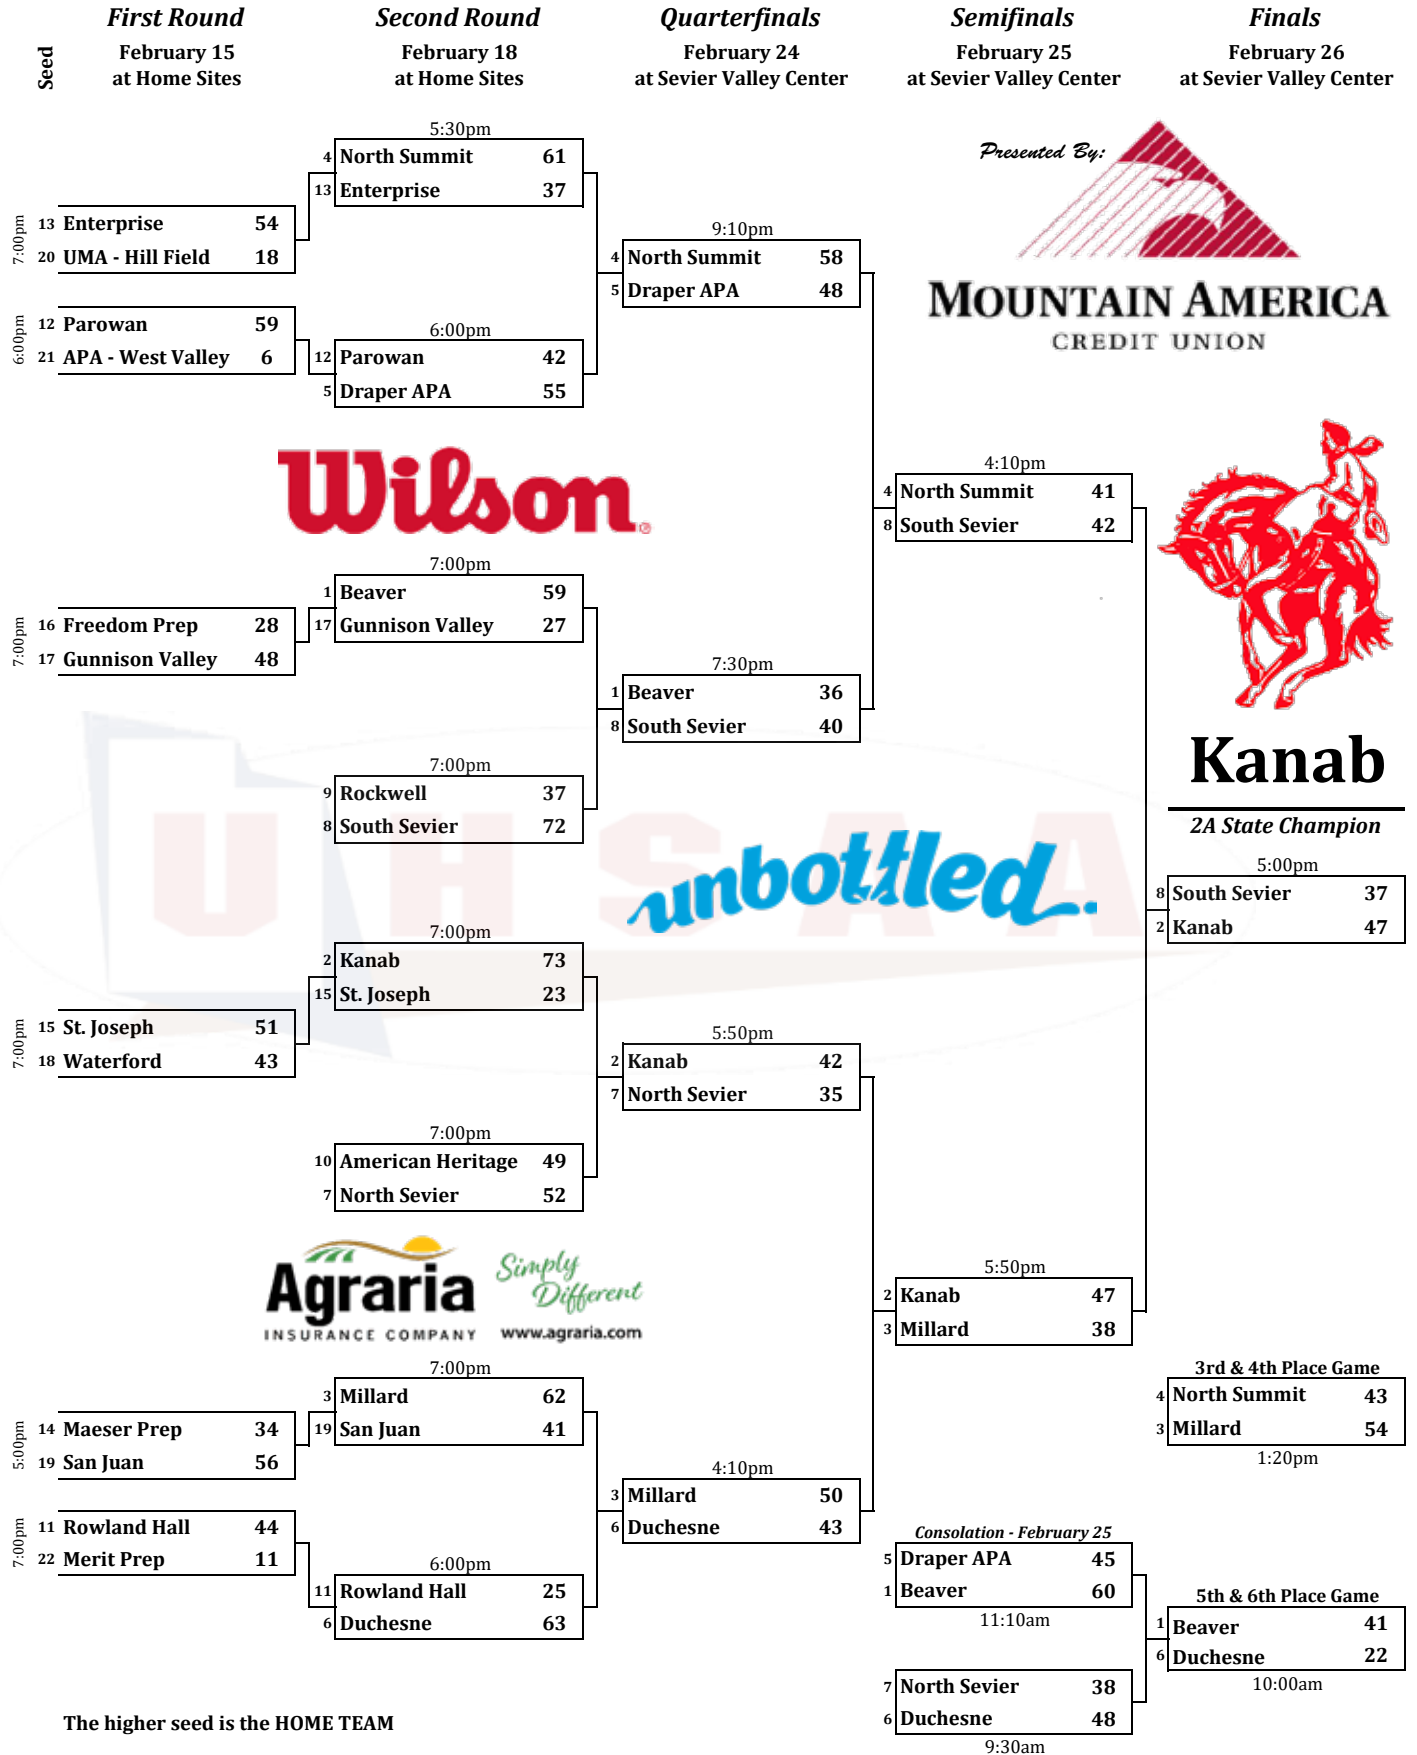 First Round
Second Round
Quarterfinals
Semifinals
Finals
Seed
February 15
at Home Sites
February 18
at Home Sites
February 24
at Sevier Valley Center
February 25
at Sevier Valley Center
February 26
at Sevier Valley Center
7:00pm
13 Enterprise 54
20 UMA - Hill Field 18
6:00pm
12 Parowan 59
21 APA - West Valley 6
7:00pm
16 Freedom Prep 28
17 Gunnison Valley 48
7:00pm
15 St. Joseph 51
18 Waterford 43
5:00pm
14 Maeser Prep 34
19 San Juan 56
7:00pm
11 Rowland Hall 44
22 Merit Prep 11
5:30pm
4 North Summit 61
13 Enterprise 37
6:00pm
12 Parowan 42
5 Draper APA 55
Wilson®
7:00pm
1 Beaver 59
17 Gunnison Valley 27
7:00pm
9 Rockwell 37
8 South Sevier 72
7:00pm
2 Kanab 73
15 St. Joseph 23
7:00pm
10 American Heritage 49
7 North Sevier 52
Agraria
INSURANCE COMPANY
Simply
Different
www.agraria.com
7:00pm
3 Millard 62
19 San Juan 41
6:00pm
11 Rowland Hall 25
6 Duchesne 63
9:10pm
4 North Summit 58
5 Draper APA 48
7:30pm
1 Beaver 36
8 South Sevier 40
UHSAA
unbottled.
5:50pm
2 Kanab 42
7 North Sevier 35
4:10pm
3 Millard 50
6 Duchesne 43
Presented By:
MOUNTAIN AMERICA
CREDIT UNION
4:10pm
4 North Summit 41
8 South Sevier 42
5:50pm
2 Kanab 47
3 Millard 38
Consolation - February 25
5 Draper APA 45
1 Beaver 60
11:10am
7 North Sevier 38
6 Duchesne 48
9:30am
Kanab
2A State Champion
5:00pm
8 South Sevier 37
2 Kanab 47
3rd & 4th Place Game
4 North Summit 43
3 Millard 54
1:20pm
5th & 6th Place Game
1 Beaver 41
6 Duchesne 22
10:00am
The higher seed is the HOME TEAM